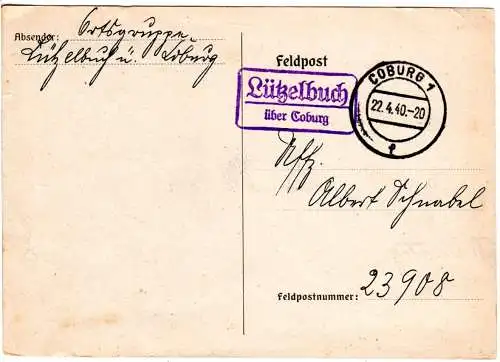 Absender: Ortsgruppe
Lützelbuch ü. Coburg
Feldpost
Lützelbuch
über Coburg
COBURG 1
22.4.40.-20
f
Uffz.
Albert Schnabel
Feldpostnummer: 23908